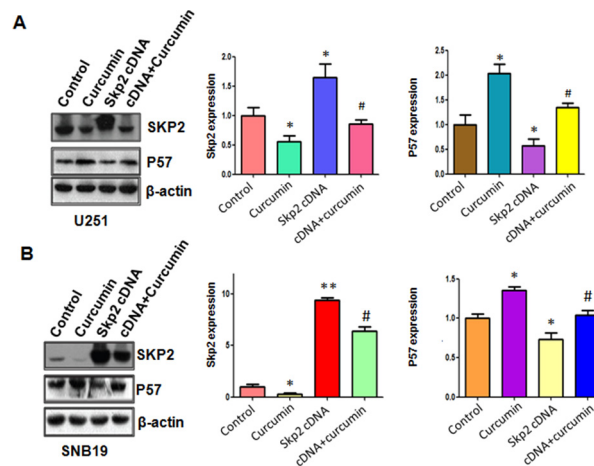 A
Control
Curcumin
Skp2 cDNA
cDNA+Curcumin
SKP2
P57
β-actin
U251
Skp2 expression
2.0
1.5
1.0
0.5
0.0
*
*
#
Control
Curcumin
Skp2 cDNA
cDNA+curcumin
P57 expression
2.5
2.0
1.5
1.0
0.5
0.0
*
*
#
Control
Curcumin
Skp2 cDNA
cDNA+curcumin
B
Control
Curcumin
Skp2 cDNA
cDNA+Curcumin
SKP2
P57
β-actin
SNB19
Skp2 expression
10
5
0
*
**
#
Control
Curcumin
Skp2 cDNA
cDNA+curcumin
P57 expression
1.5
1.0
0.5
0.0
*
*
#
Control
Curcumin
Skp2 cDNA
cDNA+curcumin